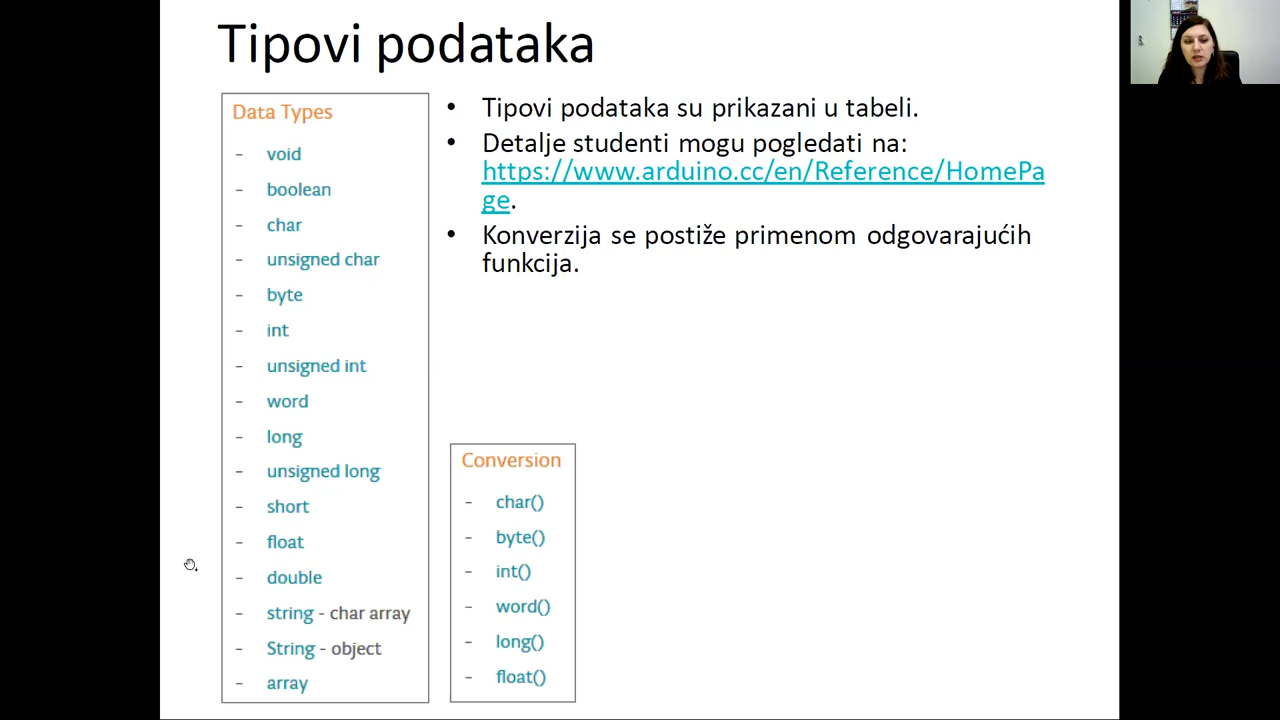 Tipovi podataka
Data Types
- void
- boolean
- char
- unsigned char
- byte
- int
- unsigned int
- word
- long
- unsigned long
- short
- float
- double
- string - char array
- String - object
- array
• Tipovi podataka su prikazani u tabeli.
• Detalje studenti mogu pogledati na:
https://www.arduino.cc/en/Reference/HomePa
ge.
• Konverzija se postiže primenom odgovarajućih
funkcija.
Conversion
- char()
- byte()
- int()
- word()
- long()
- float()